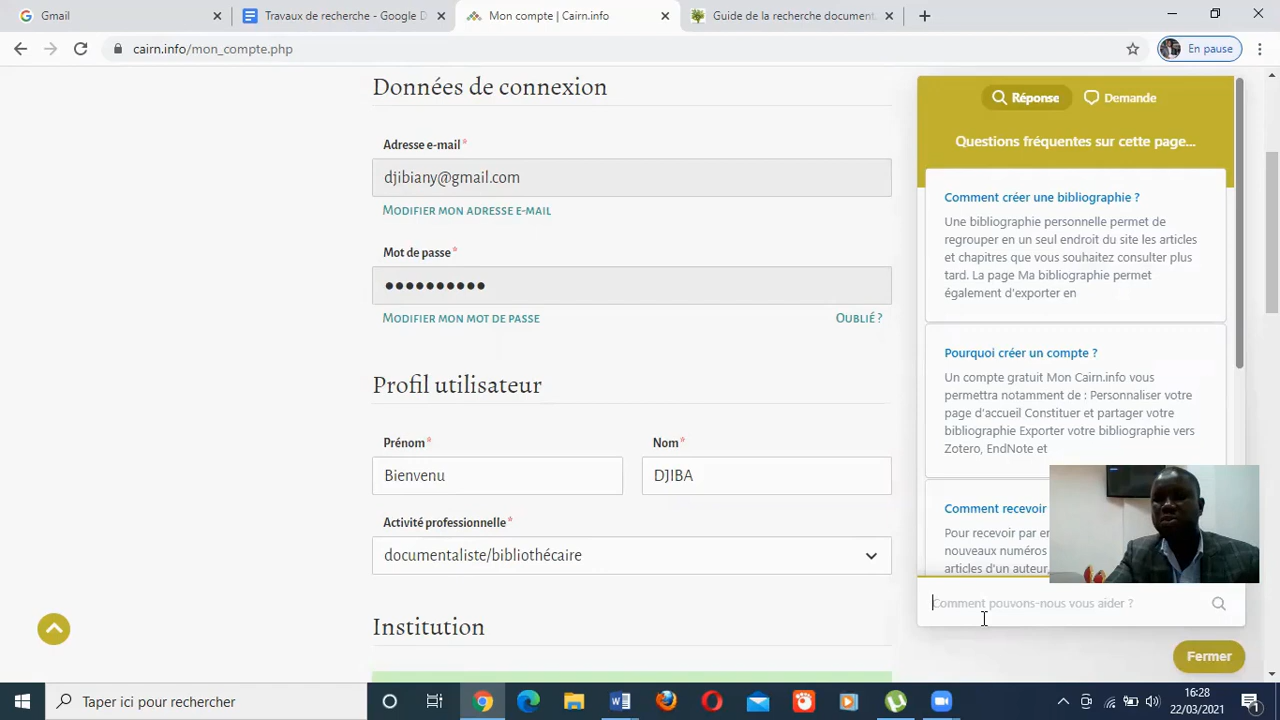 Gmail
Travaux de recherche - Google D
Mon compte | Cairn.info
Guide de la recherche document
cairn.info/mon_compte.php
En pause
Données de connexion
Adresse e-mail*
djibiany@gmail.com
MODIFIER MON ADRESSE E-MAIL
Mot de passe*
●●●●●●●●●●
MODIFIER MON MOT DE PASSE
OUBLIÉ ?
Profil utilisateur
Prénom*
Nom*
Bienvenu
DJIBA
Activité professionnelle*
documentaliste/bibliothécaire
Institution
Réponse
Demande
Questions fréquentes sur cette page...
Comment créer une bibliographie ?
Une bibliographie personnelle permet de
regrouper en un seul endroit du site les articles
et chapitres que vous souhaitez consulter plus
tard. La page Ma bibliographie permet
également d'exporter en
Pourquoi créer un compte ?
Un compte gratuit Mon Cairn.info vous
permettra notamment de : Personnaliser votre
page d'accueil Constituer et partager votre
bibliographie Exporter votre bibliographie vers
Zotero, EndNote et
Comment recevoir
Pour recevoir par en
nouveaux numéros
articles d'un auteur,
Comment pouvons-nous vous aider ?
Fermer
Taper ici pour rechercher
16:28
22/03/2021